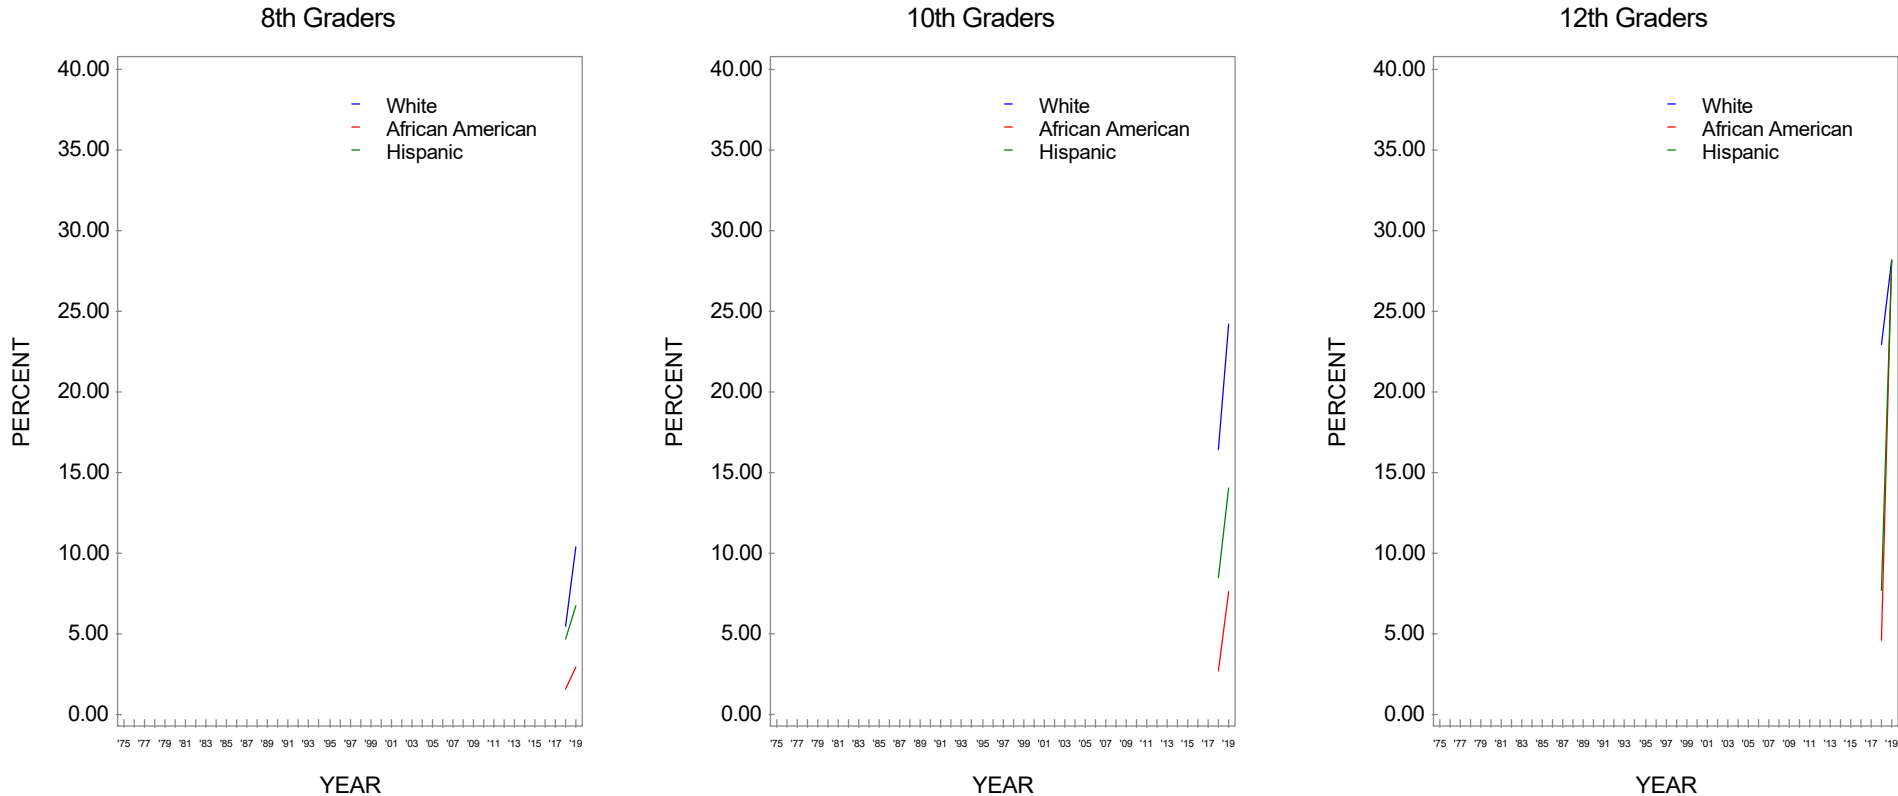 8th Graders
40.00
35.00
30.00
25.00
20.00
15.00
10.00
5.00
0.00
PERCENT
White
African American
Hispanic
'75 '77 '79 '81 '83 '85 '87 '89 '91 '93 '95 '97 '99 '01 '03 '05 '07 '09 '11 '13 '15 '17 '19
YEAR
10th Graders
40.00
35.00
30.00
25.00
20.00
15.00
10.00
5.00
0.00
PERCENT
White
African American
Hispanic
'75 '77 '79 '81 '83 '85 '87 '89 '91 '93 '95 '97 '99 '01 '03 '05 '07 '09 '11 '13 '15 '17 '19
YEAR
12th Graders
40.00
35.00
30.00
25.00
20.00
15.00
10.00
5.00
0.00
PERCENT
White
African American
Hispanic
'75 '77 '79 '81 '83 '85 '87 '89 '91 '93 '95 '97 '99 '01 '03 '05 '07 '09 '11 '13 '15 '17 '19
YEAR